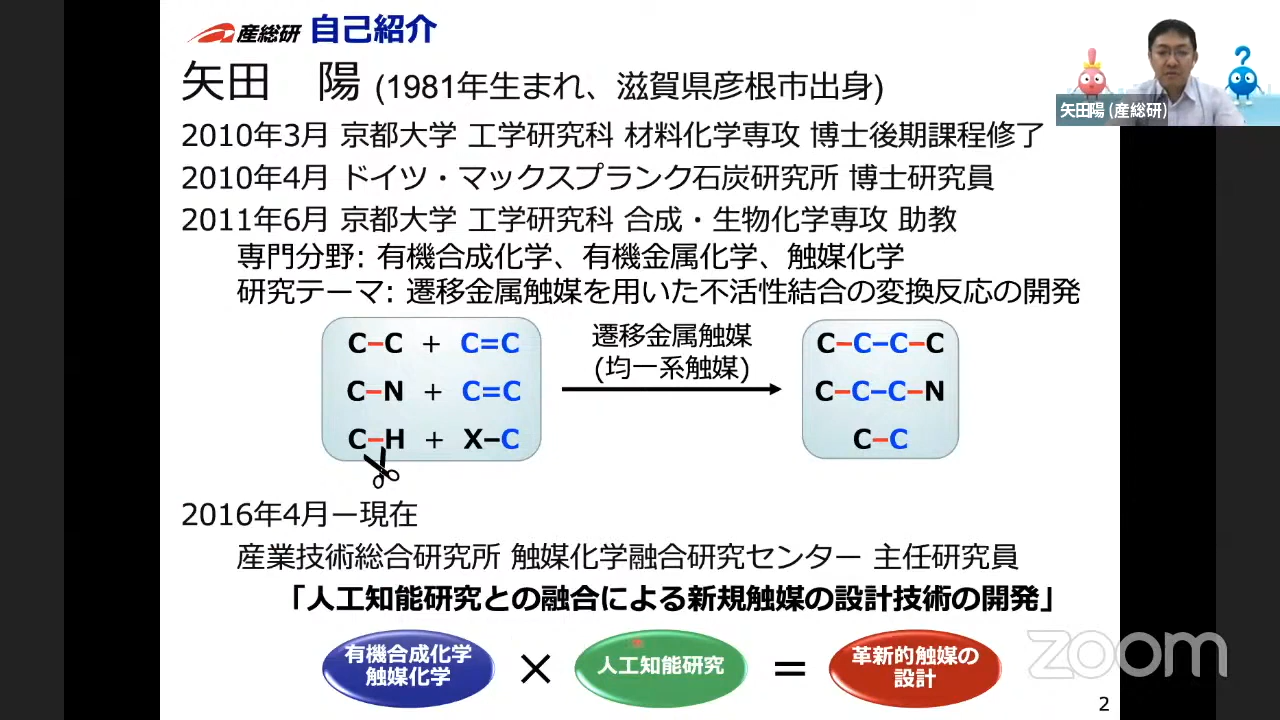 産総研 自己紹介
矢田 陽 (1981年生まれ、滋賀県彦根市出身)
矢田陽 (産総研)
2010年3月 京都大学 工学研究科 材料化学専攻 博士後期課程修了
2010年4月 ドイツ・マックスプランク石炭研究所 博士研究員
2011年6月 京都大学 工学研究科 合成・生物化学専攻 助教
専門分野: 有機合成化学、有機金属化学、触媒化学
研究テーマ: 遷移金属触媒を用いた不活性結合の変換反応の開発
C–C + C=C
C–N + C=C
C–H + X–C
遷移金属触媒
(均一系触媒)
C–C–C–C
C–C–C–N
C–C
2016年4月ー現在
産業技術総合研究所 触媒化学融合研究センター 主任研究員
「人工知能研究との融合による新規触媒の設計技術の開発」
有機合成化学
触媒化学
×
人工知能研究
=
革新的触媒の
設計
zoom
2